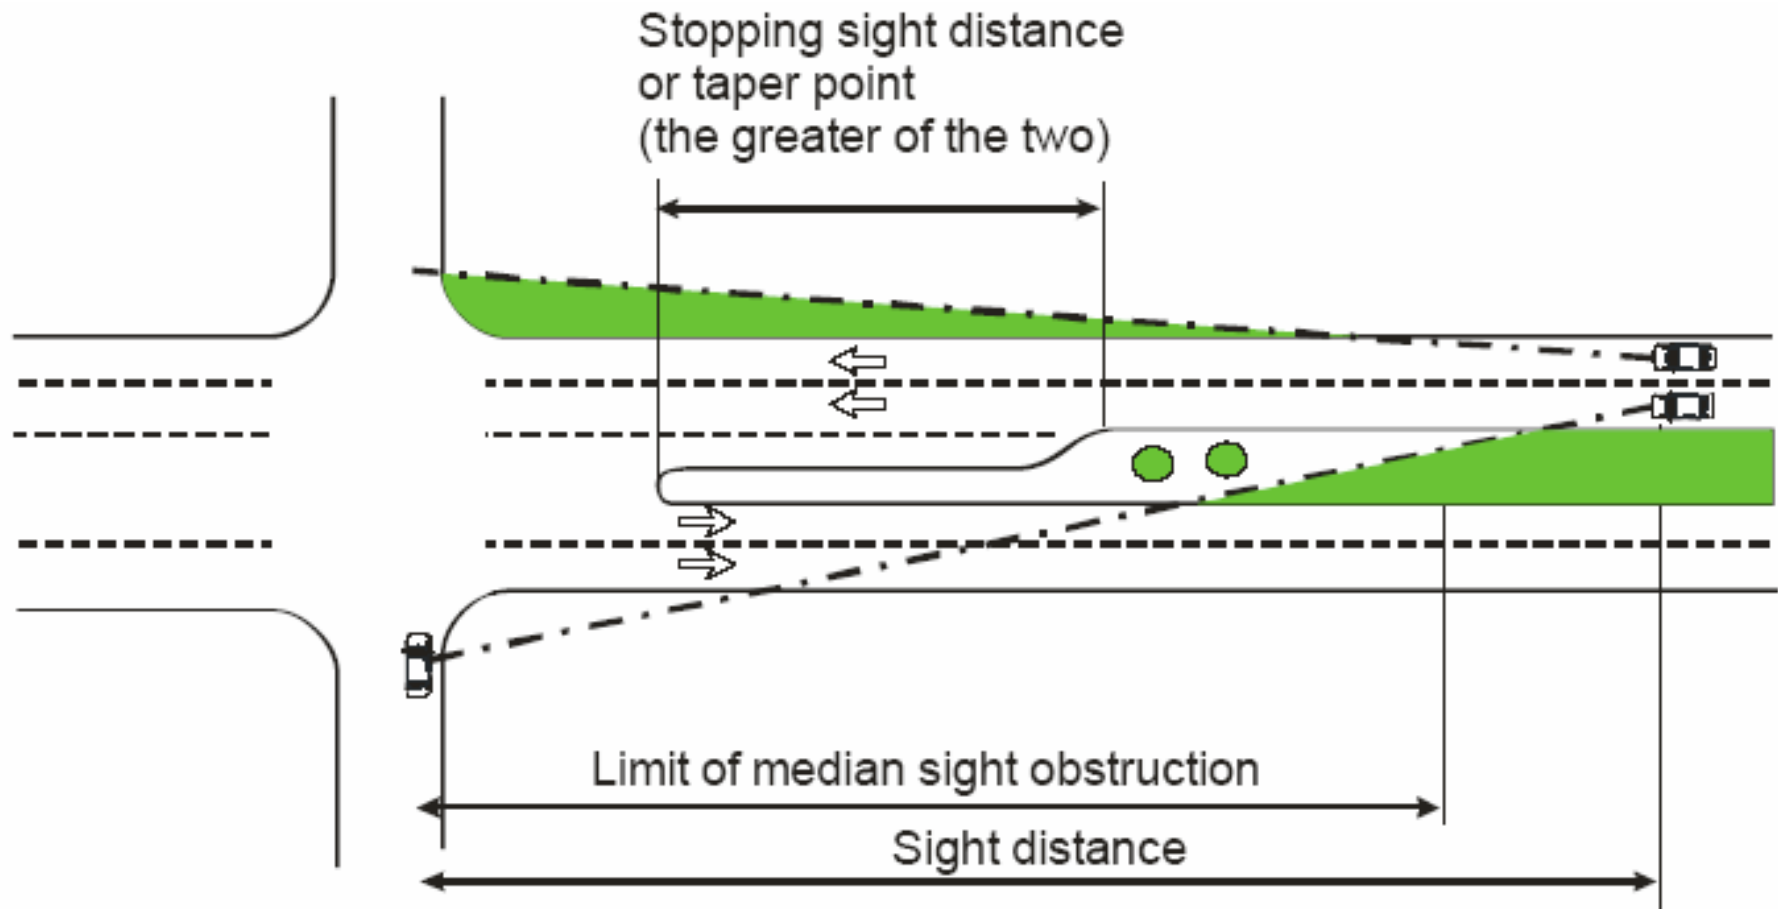 Stopping sight distance
or taper point
(the greater of the two)
Limit of median sight obstruction
Sight distance